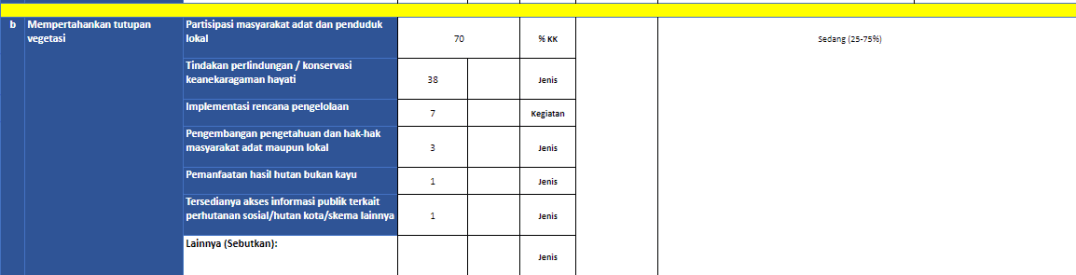 b Mempertahankan tutupan vegetasi
Partisipasi masyarakat adat dan penduduk lokal 70 % KK Sedang (25-75%)
Tindakan perlindungan / konservasi keanekaragaman hayati 38 Jenis
Implementasi rencana pengelolaan 7 Kegiatan
Pengembangan pengetahuan dan hak-hak masyarakat adat maupun lokal 3 Jenis
Pemanfaatan hasil hutan bukan kayu 1 Jenis
Tersedianya akses informasi publik terkait perhutanan sosial/hutan kota/skema lainnya 1 Jenis
Lainnya (Sebutkan): Jenis